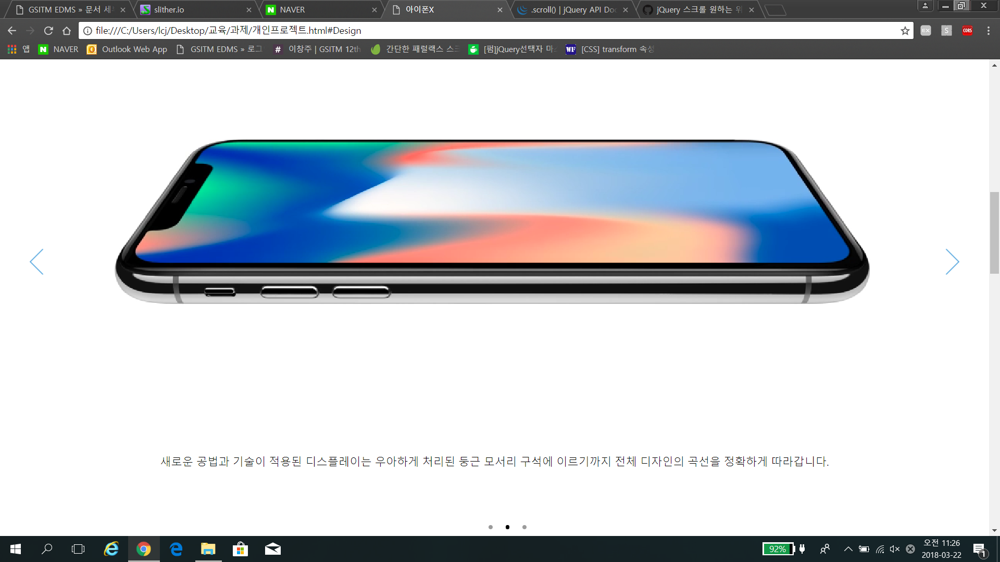 GSITM EDMS » 문서 세
slither.io
NAVER
아이폰X
.scroll() | jQuery API Doc
jQuery 스크롤 원하는 위
file:///C:/Users/lcj/Desktop/교육/과제/개인프로젝트.html#Design
EX
S
CORS
앱
NAVER
Outlook Web App
GSITM EDMS » 로그
이창주 | GSITM 12th
간단한 패럴랙스 스크
[펌]jQuery선택자 마스
WF
[CSS] transform 속성
새로운 공법과 기술이 적용된 디스플레이는 우아하게 처리된 둥근 모서리 구석에 이르기까지 전체 디자인의 곡선을 정확하게 따라갑니다.
92%
오전 11:26
2018-03-22
1